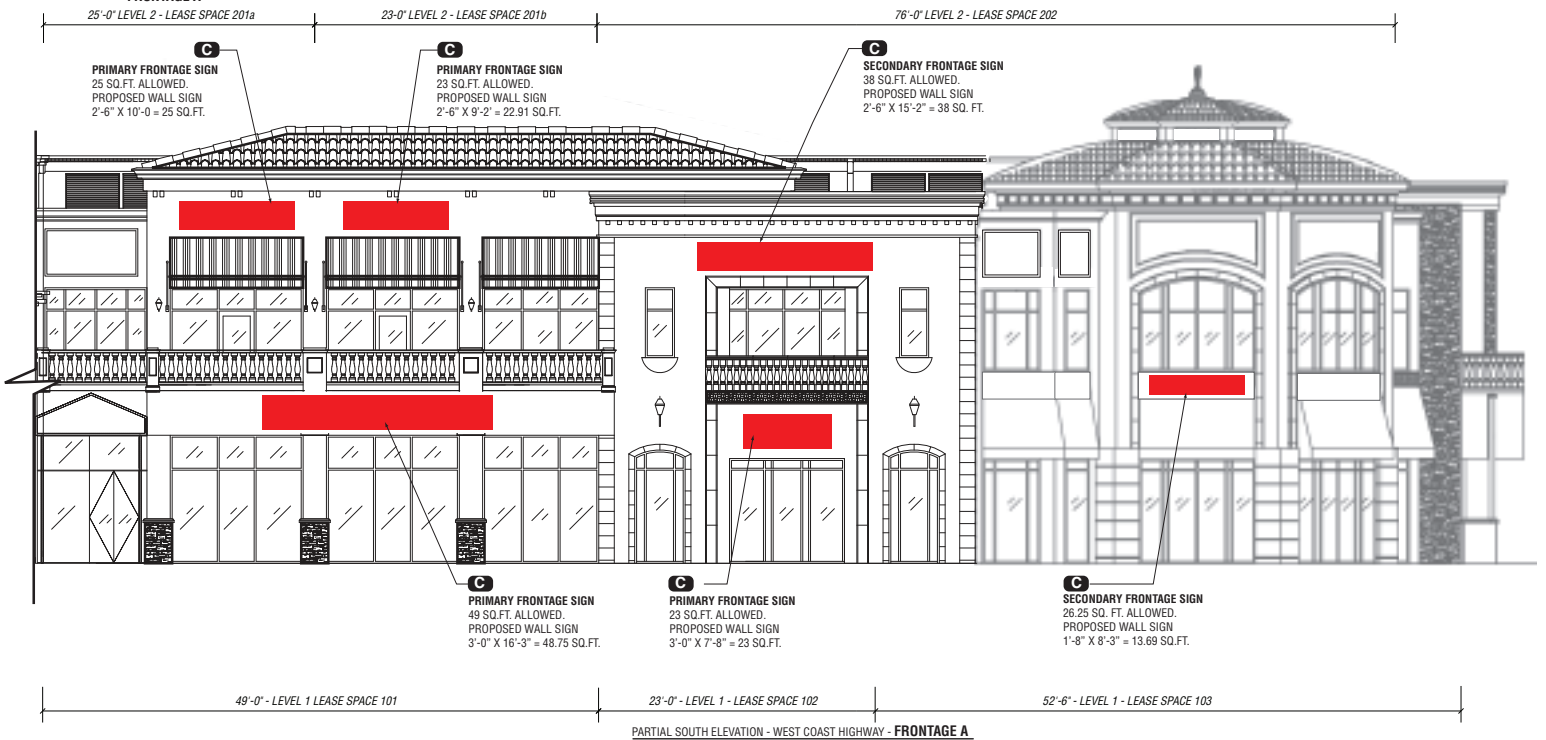 25'-0" LEVEL 2 - LEASE SPACE 201a
23-0" LEVEL 2 - LEASE SPACE 201b
76'-0" LEVEL 2 - LEASE SPACE 202
C
PRIMARY FRONTAGE SIGN
25 SQ.FT. ALLOWED.
PROPOSED WALL SIGN
2'-6" X 10'-0 = 25 SQ.FT.
C
PRIMARY FRONTAGE SIGN
23 SQ.FT. ALLOWED.
PROPOSED WALL SIGN
2'-6" X 9'-2' = 22.91 SQ.FT.
C
SECONDARY FRONTAGE SIGN
38 SQ.FT. ALLOWED.
PROPOSED WALL SIGN
2'-6" X 15'-2" = 38 SQ. FT.
C
PRIMARY FRONTAGE SIGN
49 SQ.FT. ALLOWED.
PROPOSED WALL SIGN
3'-0" X 16'-3" = 48.75 SQ.FT.
C
PRIMARY FRONTAGE SIGN
23 SQ.FT. ALLOWED.
PROPOSED WALL SIGN
3'-0" X 7'-8" = 23 SQ.FT.
C
SECONDARY FRONTAGE SIGN
26.25 SQ. FT. ALLOWED.
PROPOSED WALL SIGN
1'-8" X 8'-3" = 13.69 SQ.FT.
49'-0" - LEVEL 1 LEASE SPACE 101
23'-0" - LEVEL 1 - LEASE SPACE 102
52'-6" - LEVEL 1 - LEASE SPACE 103
PARTIAL SOUTH ELEVATION - WEST COAST HIGHWAY - FRONTAGE A